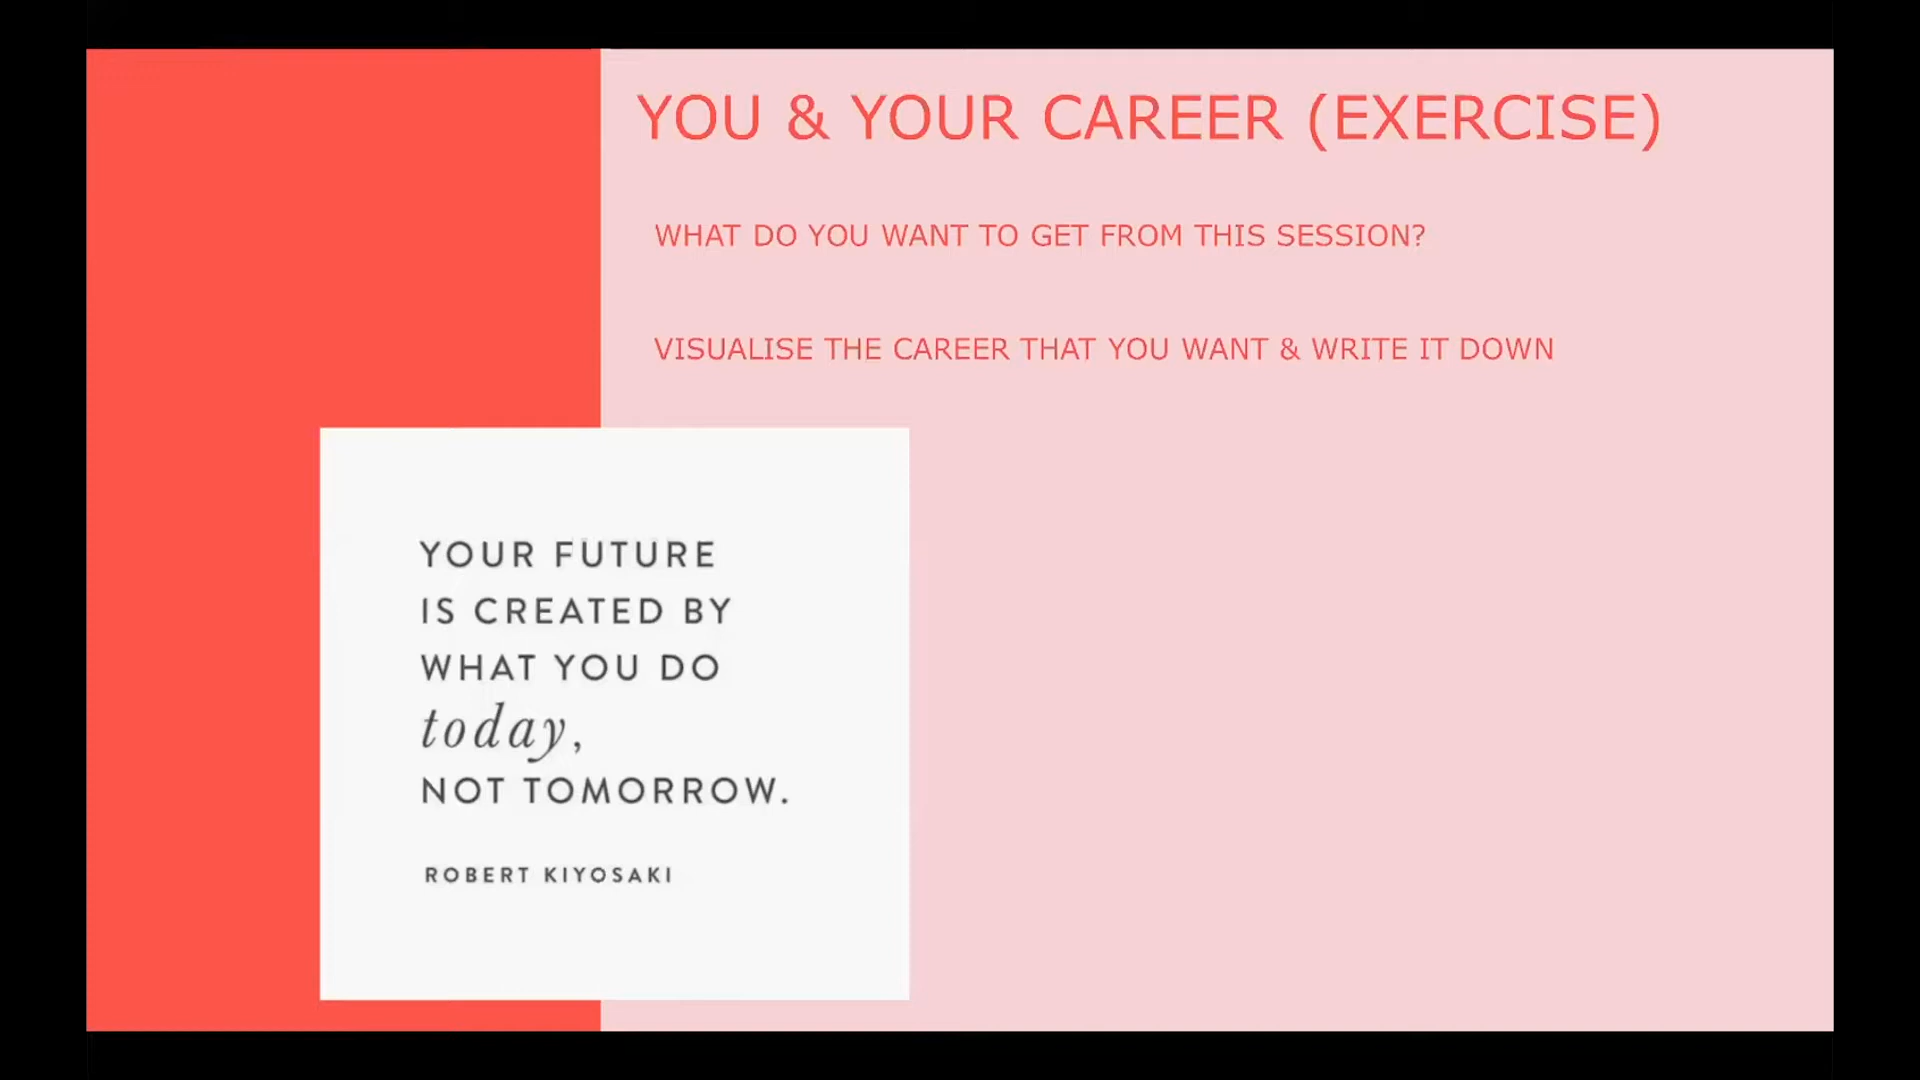 YOU & YOUR CAREER (EXERCISE)
WHAT DO YOU WANT TO GET FROM THIS SESSION?
VISUALISE THE CAREER THAT YOU WANT & WRITE IT DOWN
YOUR FUTURE
IS CREATED BY
WHAT YOU DO
today,
NOT TOMORROW.
ROBERT KIYOSAKI